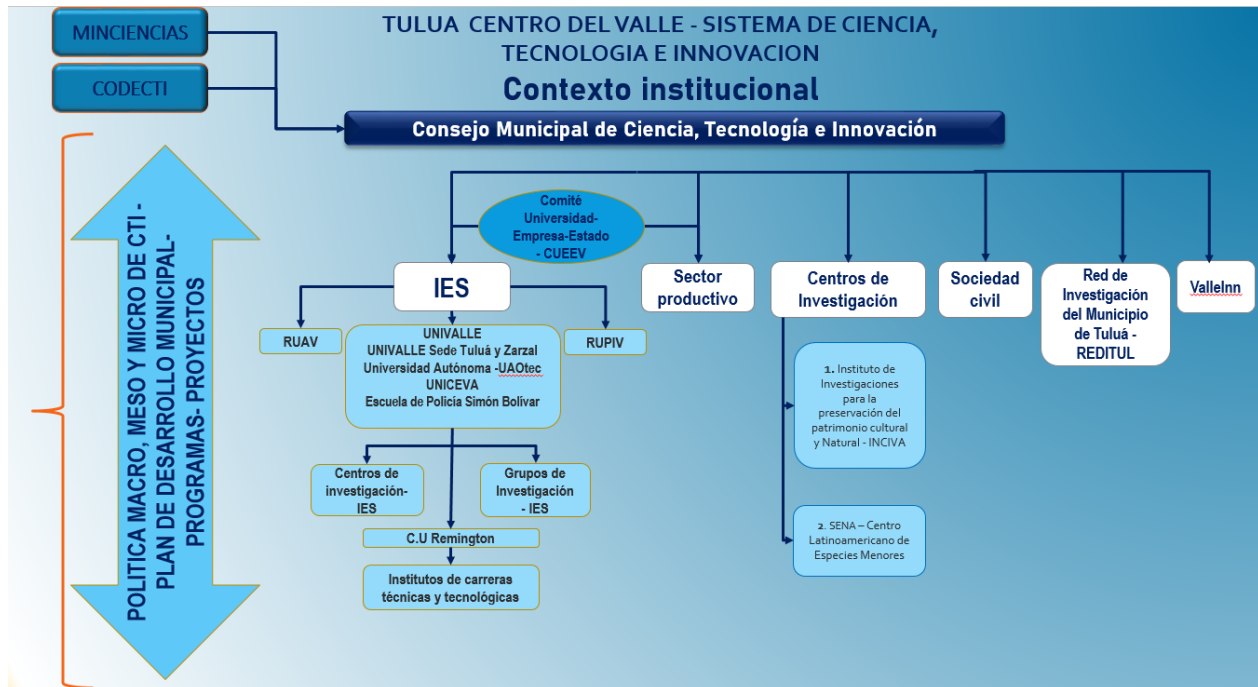 MINCIENCIAS
CODECTI
TULUA CENTRO DEL VALLE - SISTEMA DE CIENCIA,
TECNOLOGIA E INNOVACION
Contexto institucional
Consejo Municipal de Ciencia, Tecnología e Innovación
POLITICA MACRO, MESO Y MICRO DE CTI -
PLAN DE DESARROLLO MUNICIPAL-
PROGRAMAS- PROYECTOS
Comité
Universidad-
Empresa-Estado
- CUEEV
IES
Sector
productivo
Centros de
Investigación
Sociedad
civil
Red de
Investigación
del Municipio
de Tuluá -
REDITUL
ValleInn
RUAV
UNIVALLE
UNIVALLE Sede Tuluá y Zarzal
Universidad Autónoma -UAOtec
UNICEVA
Escuela de Policía Simón Bolívar
RUPIV
Centros de
investigación-
IES
Grupos de
Investigación
- IES
C.U Remington
Institutos de carreras
técnicas y tecnológicas
1. Instituto de
Investigaciones
para la
preservación del
patrimonio cultural
y Natural - INCIVA
2. SENA – Centro
Latinoamericano de
Especies Menores